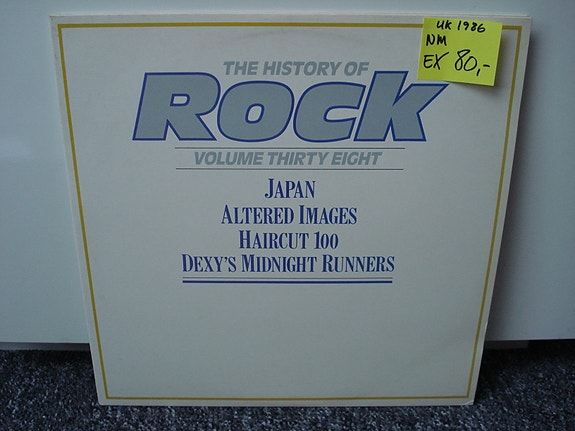 UK 1986
NM
EX 80,-
THE HISTORY OF
ROCK
VOLUME THIRTY EIGHT
JAPAN
ALTERED IMAGES
HAIRCUT 100
DEXY'S MIDNIGHT RUNNERS